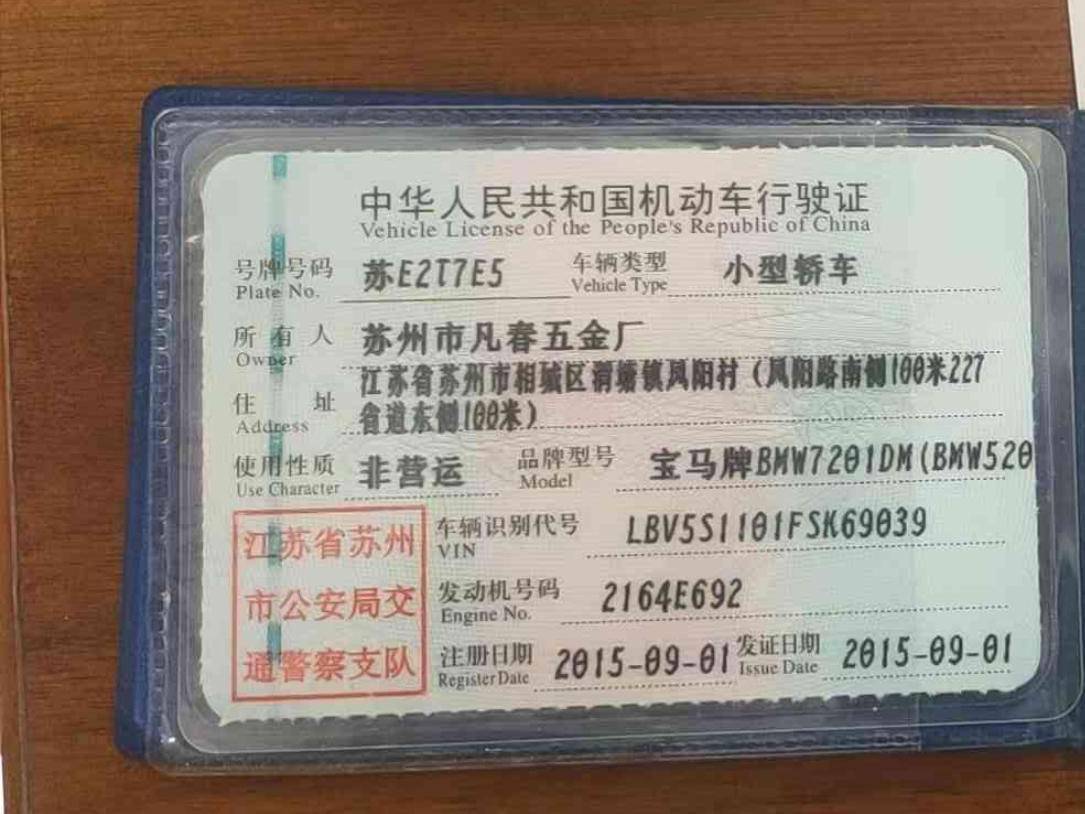 中华人民共和国机动车行驶证
Vehicle License of the People's Republic of China
号牌号码 苏E2T7E5 车辆类型 小型轿车
Plate No. Vehicle Type
所有人 苏州市凡春五金厂
Owner
住址 江苏省苏州市相城区渭塘镇凤阳村（凤阳路南侧100米227
Address 省道东侧100米）
使用性质 非营运 品牌型号 宝马牌BMW7201DM(BMW520
Use Character Model
江苏省苏州
市公安局交
通警察支队
车辆识别代号 LBV5S1101FSK69039
VIN
发动机号码 2164E692
Engine No.
注册日期 2015-09-01 发证日期 2015-09-01
Register Date Issue Date